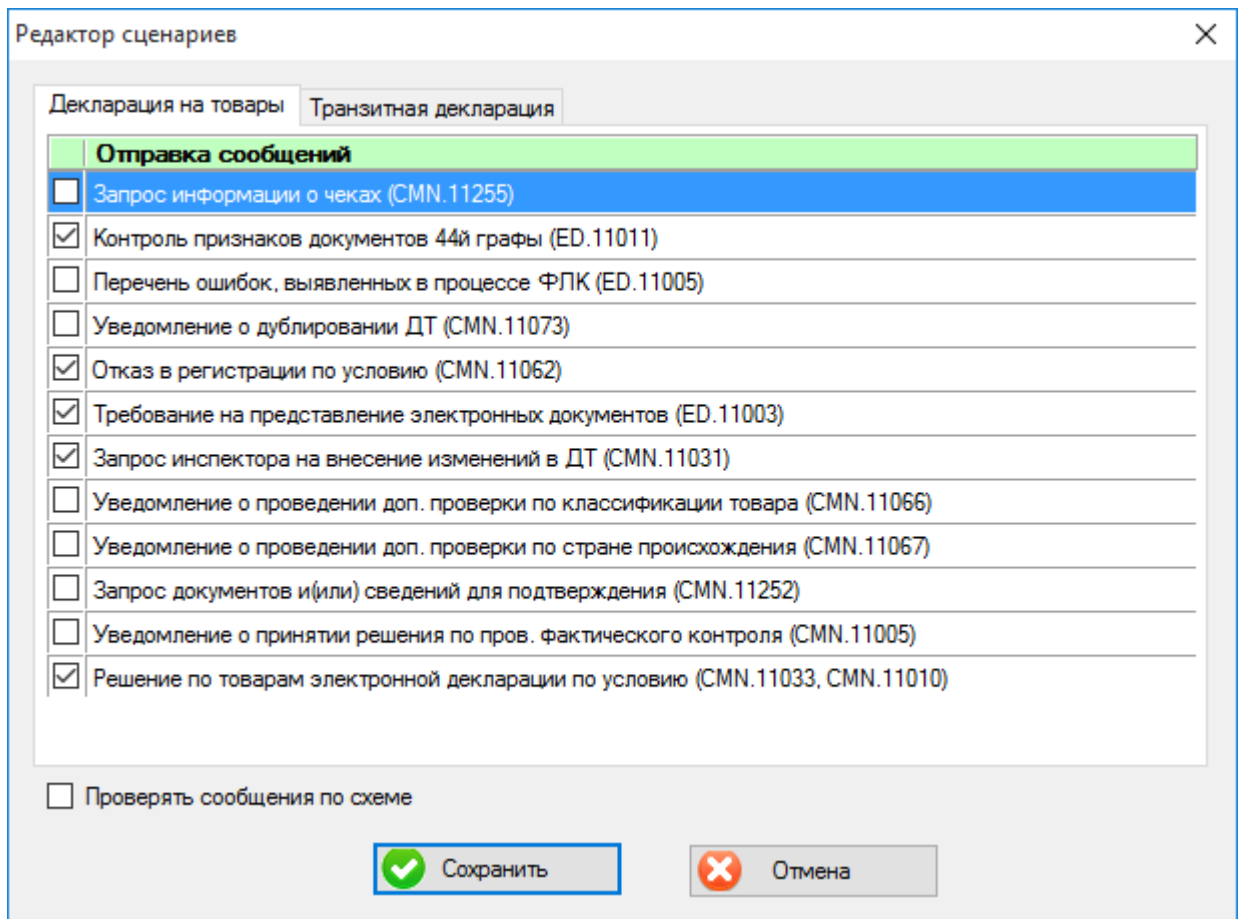 Редактор сценариев
Декларация на товары
Транзитная декларация
Отправка сообщений
Запрос информации о чеках (CMN.11255)
Контроль признаков документов 44й графы (ED.11011)
Перечень ошибок, выявленных в процессе ФЛК (ED.11005)
Уведомление о дублировании ДТ (CMN.11073)
Отказ в регистрации по условию (CMN.11062)
Требование на представление электронных документов (ED.11003)
Запрос инспектора на внесение изменений в ДТ (CMN.11031)
Уведомление о проведении доп. проверки по классификации товара (CMN.11066)
Уведомление о проведении доп. проверки по стране происхождения (CMN.11067)
Запрос документов и(или) сведений для подтверждения (CMN.11252)
Уведомление о принятии решения по пров. фактического контроля (CMN.11005)
Решение по товарам электронной декларации по условию (CMN.11033, CMN.11010)
Проверять сообщения по схеме
Сохранить
Отмена